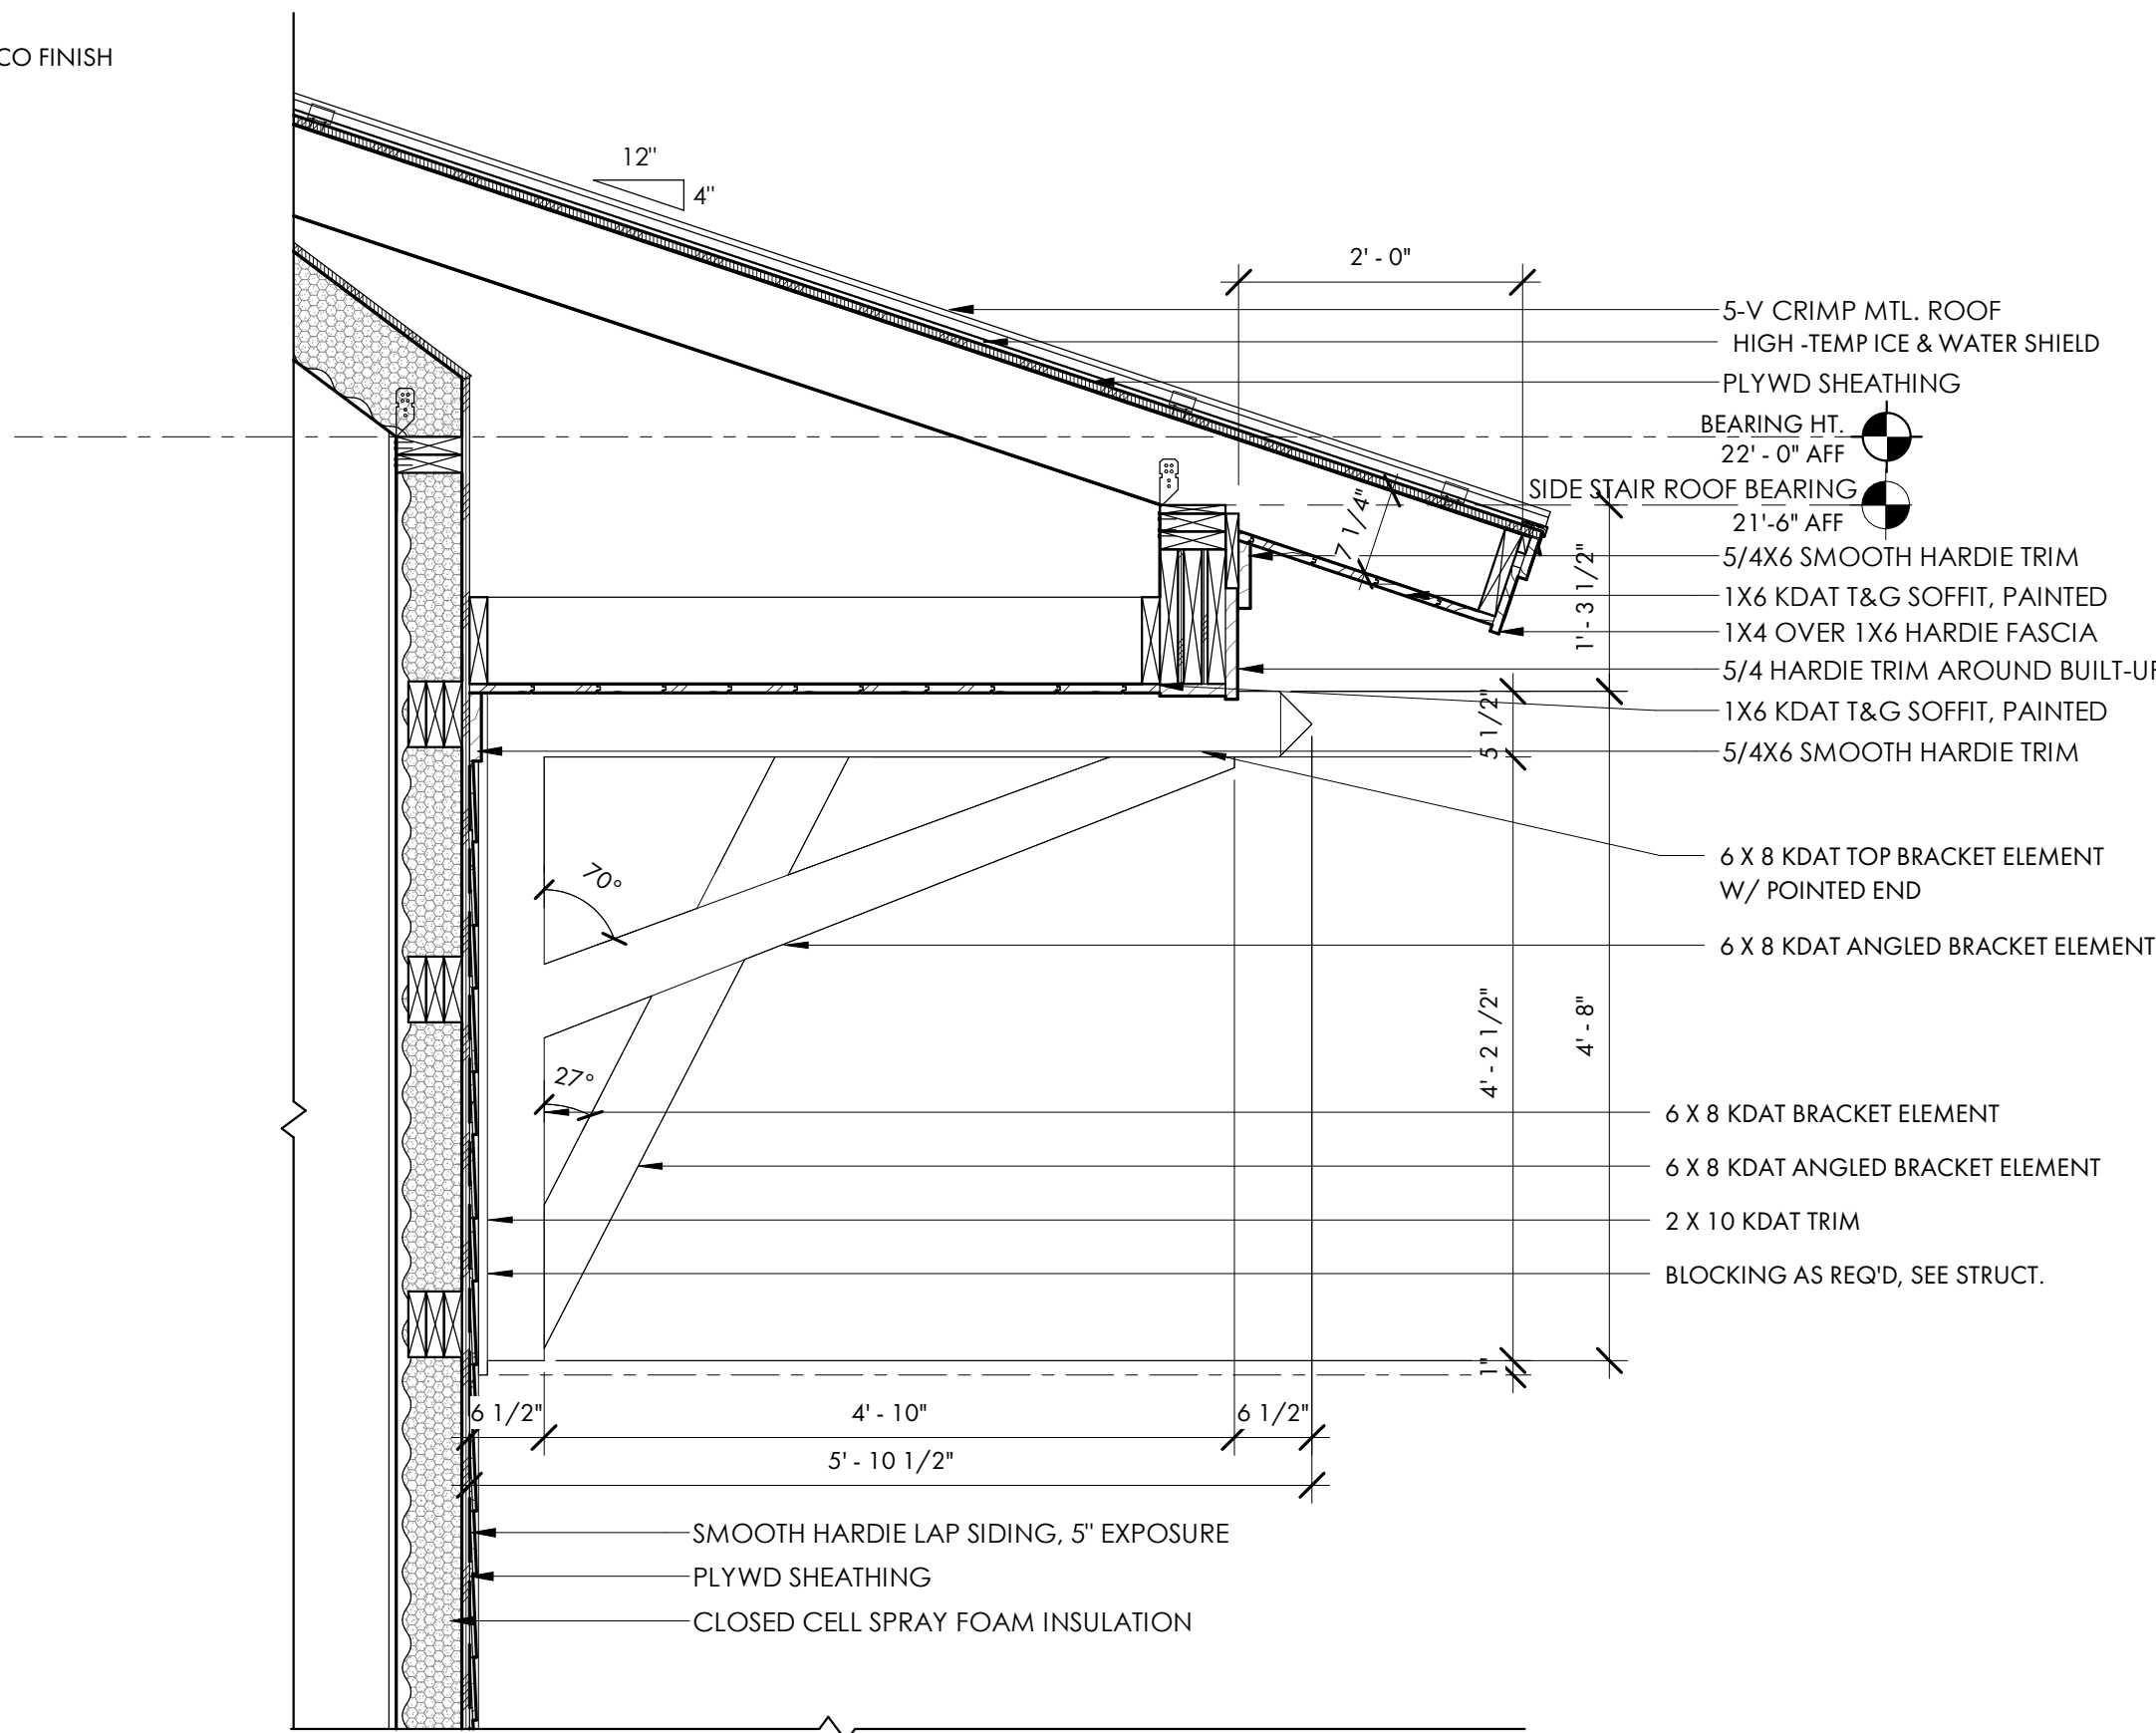 CO FINISH
12"
4"
2' - 0"
5-V CRIMP MTL. ROOF
HIGH -TEMP ICE & WATER SHIELD
PLYWD SHEATHING
BEARING HT.
22' - 0" AFF
SIDE STAIR ROOF BEARING
21'-6" AFF
7 1/4"
5/4X6 SMOOTH HARDIE TRIM
1X6 KDAT T&G SOFFIT, PAINTED
1X4 OVER 1X6 HARDIE FASCIA
1' - 3 1/2"
5/4 HARDIE TRIM AROUND BUILT-UP
1X6 KDAT T&G SOFFIT, PAINTED
5 1/2"
5/4X6 SMOOTH HARDIE TRIM
6 X 8 KDAT TOP BRACKET ELEMENT
W/ POINTED END
70°
6 X 8 KDAT ANGLED BRACKET ELEMENT
4' - 2 1/2"
4' - 8"
27°
6 X 8 KDAT BRACKET ELEMENT
6 X 8 KDAT ANGLED BRACKET ELEMENT
2 X 10 KDAT TRIM
BLOCKING AS REQ'D, SEE STRUCT.
1"
6 1/2"
4' - 10"
6 1/2"
5' - 10 1/2"
SMOOTH HARDIE LAP SIDING, 5" EXPOSURE
PLYWD SHEATHING
CLOSED CELL SPRAY FOAM INSULATION